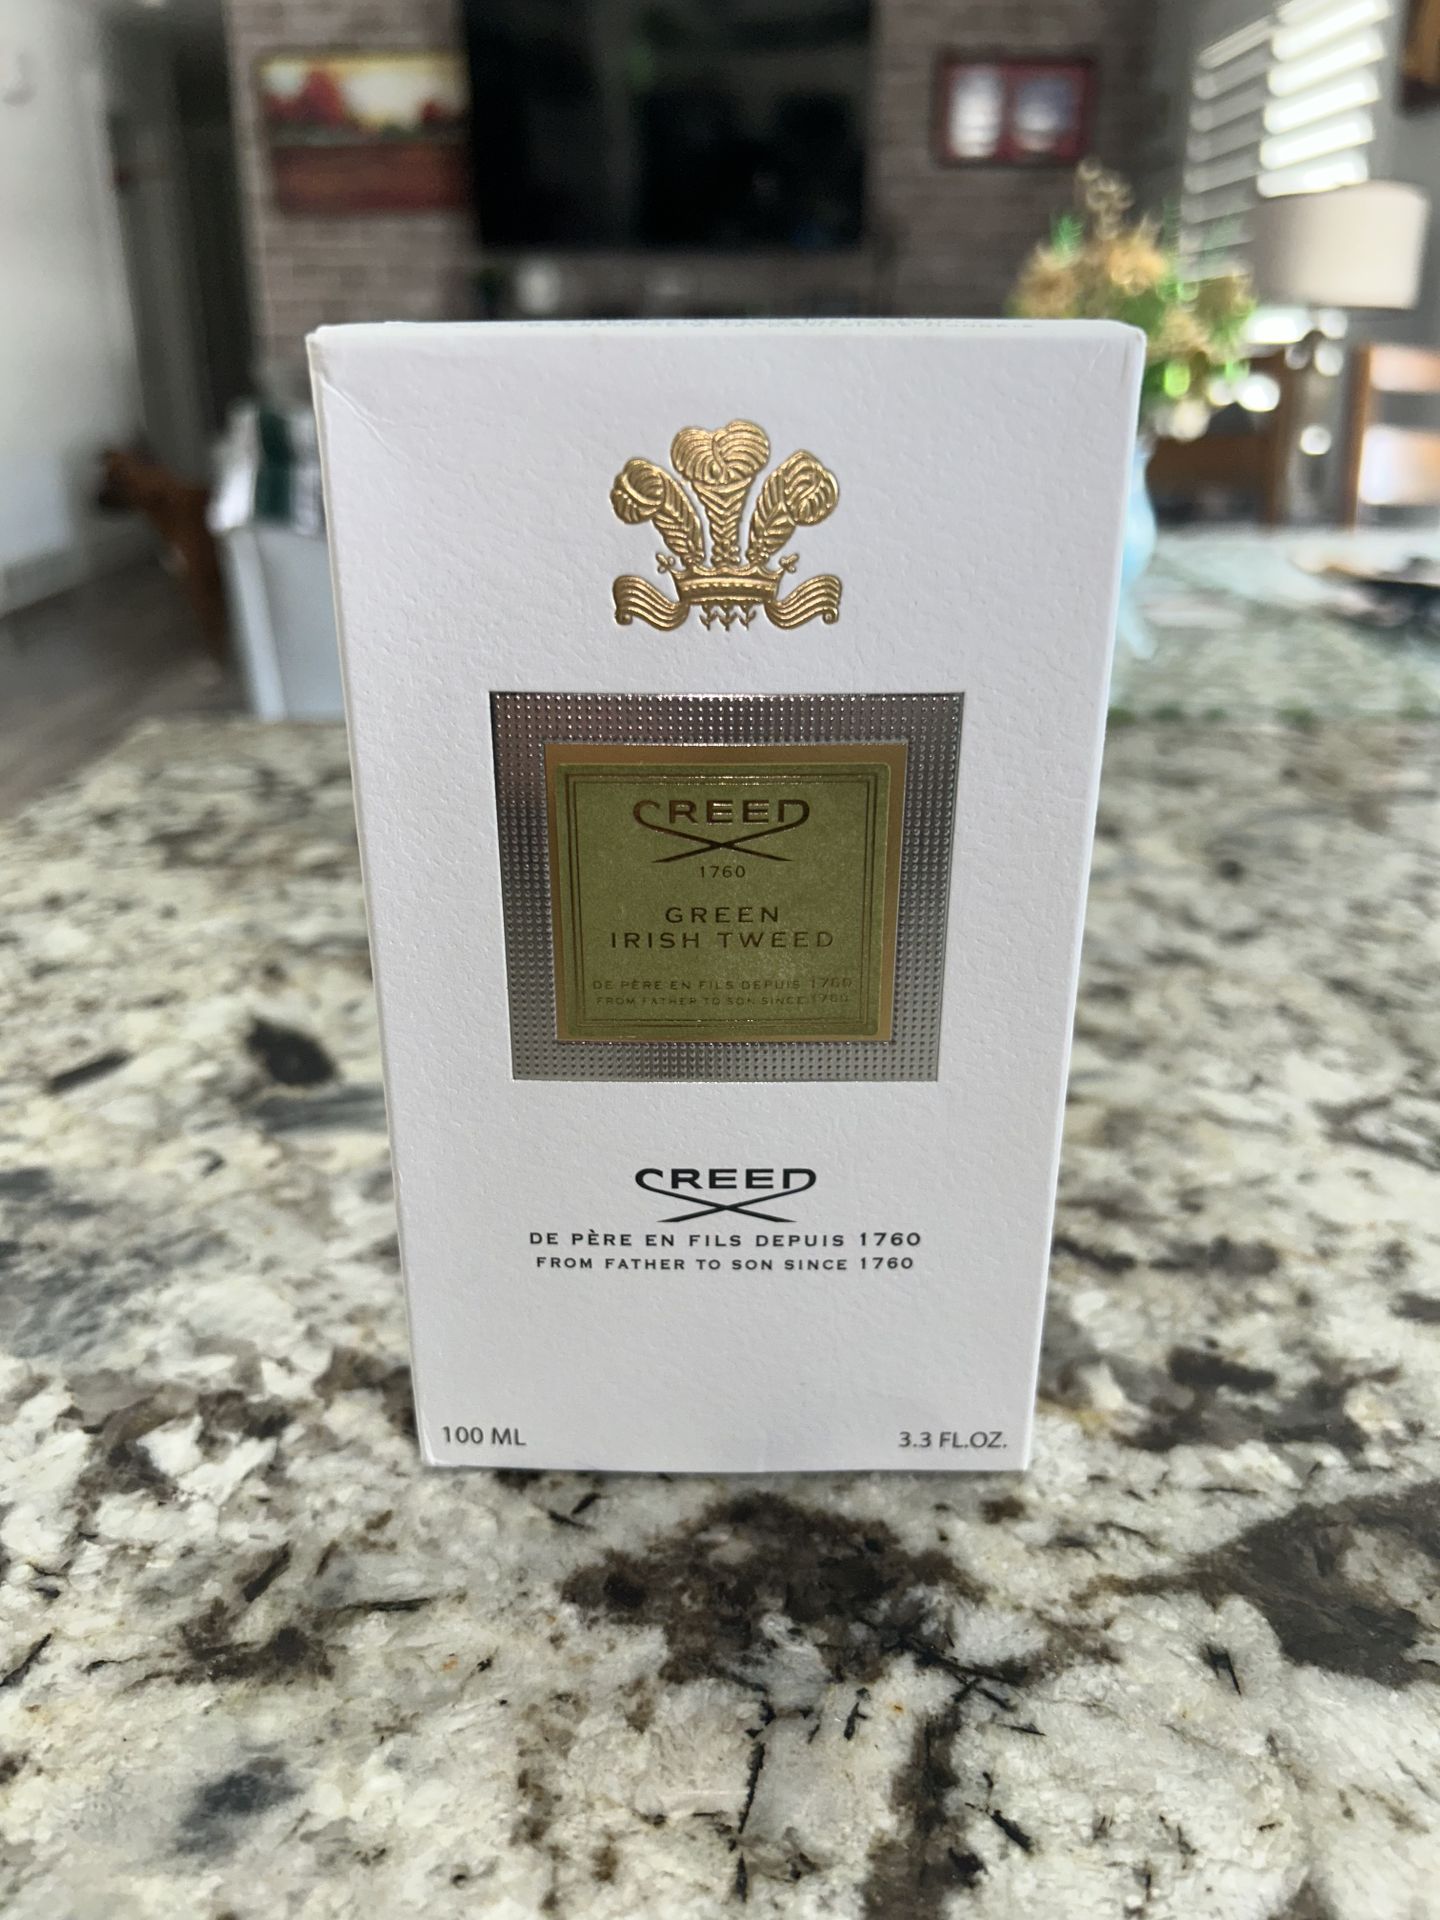 CREED
1760
GREEN
IRISH TWEED
DE PÈRE EN FILS DEPUIS 1760
FROM FATHER TO SON SINCE 1760
CREED
DE PÈRE EN FILS DEPUIS 1760
FROM FATHER TO SON SINCE 1760
100 ML
3.3 FL.OZ.